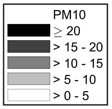 PM10
≥ 20
> 15 - 20
> 10 - 15
> 5 - 10
> 0 - 5